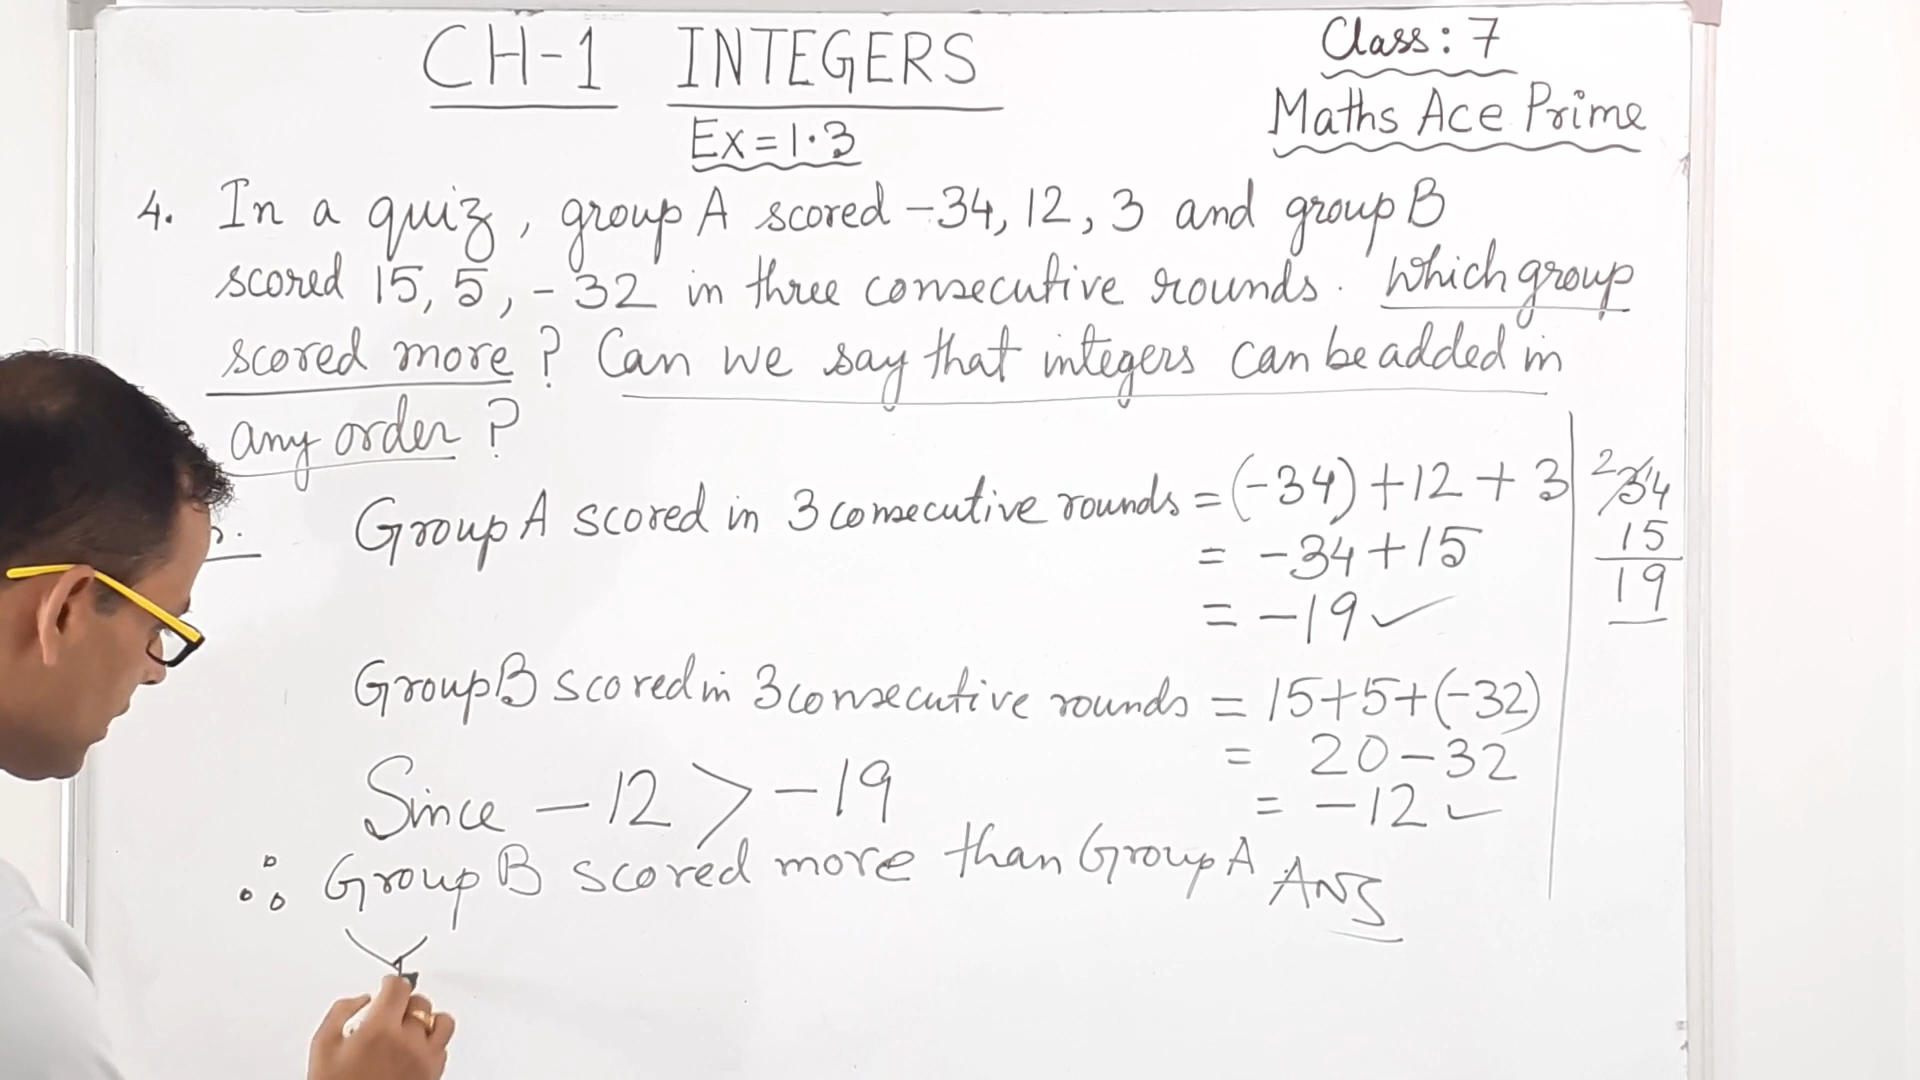 CH-1 INTEGERS
Class: 7
Maths Ace Prime
Ex=1.3
4. In a quiz, group A scored -34, 12, 3 and group B
scored 15, 5, -32 in three consecutive rounds. Which group
scored more? Can we say that integers can be added in
any order?
Group A scored in 3 consecutive rounds = (-34) + 12 + 3
= -34 + 15
= -19 ✓
2 34
15
19
Group B scored in 3 consecutive rounds = 15+5+(-32)
= 20-32
= -12 ✓
Since -12 > -19
∴ Group B scored more than Group A Ans